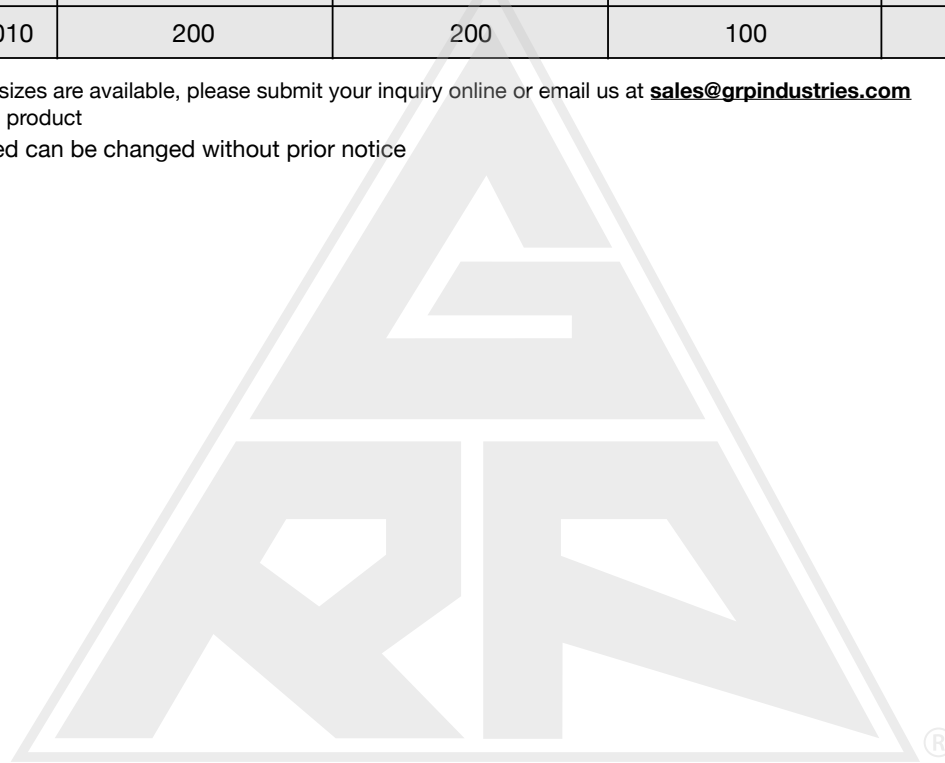 010 200 200 100
sizes are available, please submit your inquiry online or email us at sales@grpindustries.com
product
ed can be changed without prior notice
GRP
®